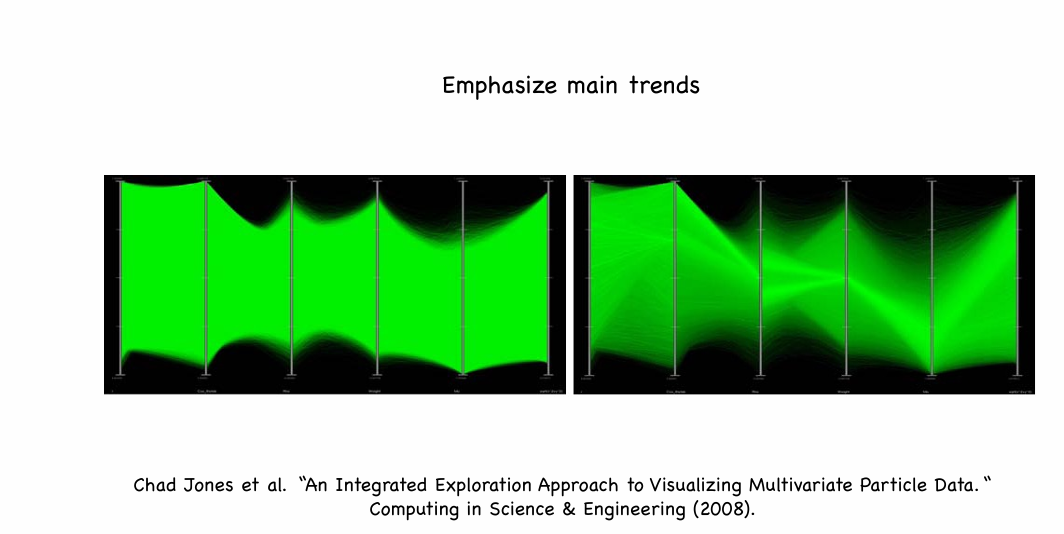 Emphasize main trends
Chad Jones et al. “An Integrated Exploration Approach to Visualizing Multivariate Particle Data. “
Computing in Science & Engineering (2008).